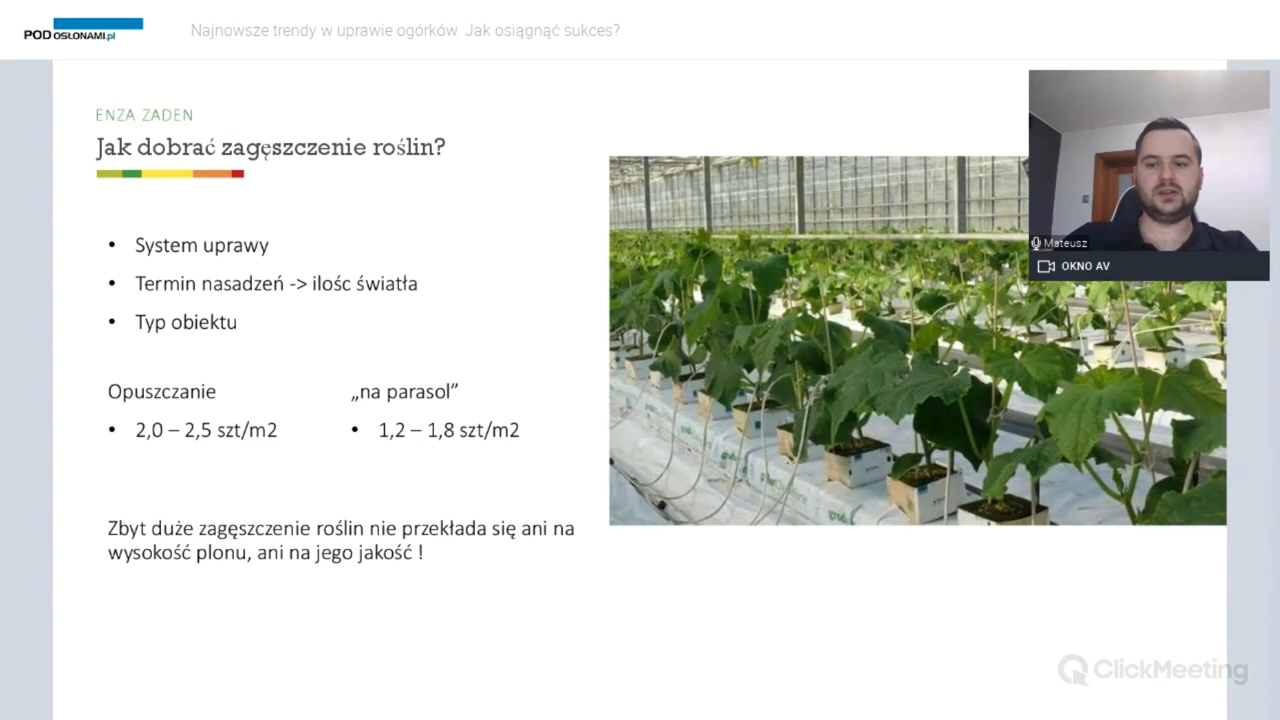 POD OSŁONAMI.pl
Najnowsze trendy w uprawie ogórków. Jak osiągnąć sukces?
ENZA ZADEN
Jak dobrać zagęszczenie roślin?
• System uprawy
• Termin nasadzeń -> ilośc światła
• Typ obiektu
Opuszczanie
• 2,0 – 2,5 szt/m2
„na parasol”
• 1,2 – 1,8 szt/m2
Zbyt duże zagęszczenie roślin nie przekłada się ani na
wysokość plonu, ani na jego jakość !
Mateusz
OKNO AV
ClickMeeting